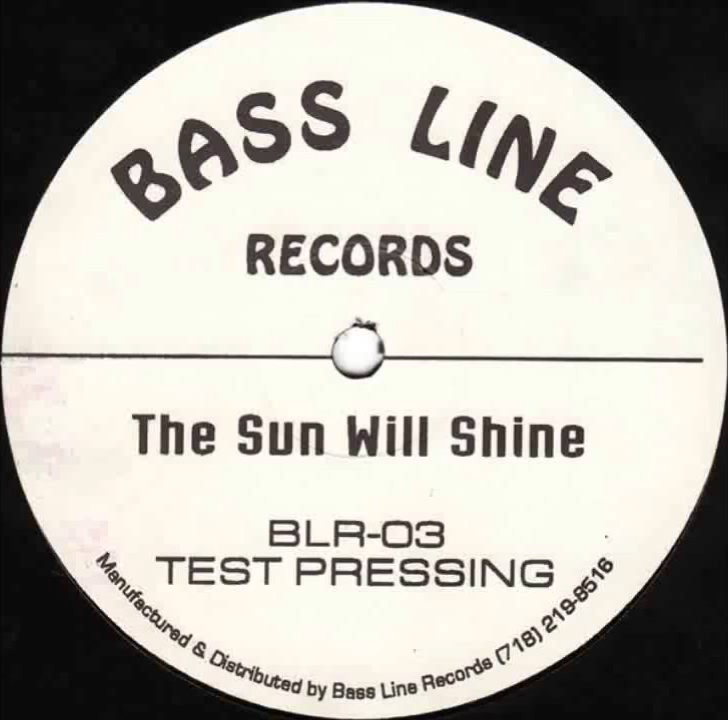 BASS LINE
RECORDS
The Sun Will Shine
BLR-03
TEST PRESSING
Manufactured & Distributed by Bass Line Records (718) 219-8516